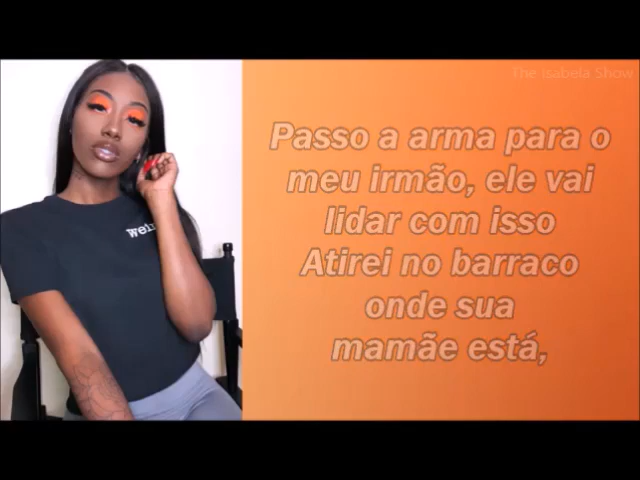 The Isabela Show
Passo a arma para o
meu irmão, ele vai
lidar com isso
Atirei no barraco
onde sua
mamãe está,